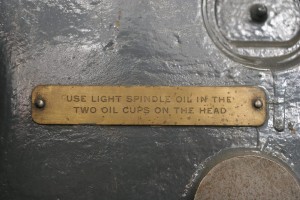 USE LIGHT SPINDLE OIL IN THE
TWO OIL CUPS ON THE HEAD